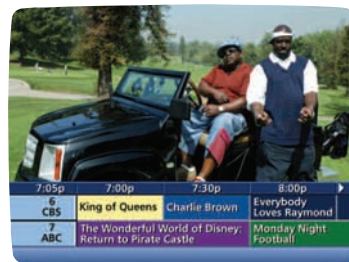 7:05p 7:00p 7:30p 8:00p
6
CBS
King of Queens
Charlie Brown
Everybody
Loves Raymond
7
ABC
The Wonderful World of Disney:
Return to Pirate Castle
Monday Night
Football